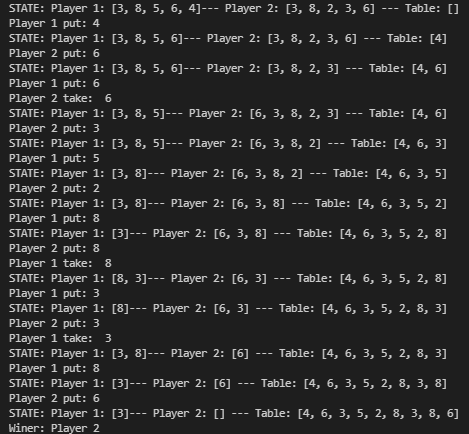 STATE: Player 1: [3, 8, 5, 6, 4]--- Player 2: [3, 8, 2, 3, 6] --- Table: []
Player 1 put: 4
STATE: Player 1: [3, 8, 5, 6]--- Player 2: [3, 8, 2, 3, 6] --- Table: [4]
Player 2 put: 6
STATE: Player 1: [3, 8, 5, 6]--- Player 2: [3, 8, 2, 3] --- Table: [4, 6]
Player 1 put: 6
Player 2 take:  6
STATE: Player 1: [3, 8, 5]--- Player 2: [6, 3, 8, 2, 3] --- Table: [4, 6]
Player 2 put: 3
STATE: Player 1: [3, 8, 5]--- Player 2: [6, 3, 8, 2] --- Table: [4, 6, 3]
Player 1 put: 5
STATE: Player 1: [3, 8]--- Player 2: [6, 3, 8, 2] --- Table: [4, 6, 3, 5]
Player 2 put: 2
STATE: Player 1: [3, 8]--- Player 2: [6, 3, 8] --- Table: [4, 6, 3, 5, 2]
Player 1 put: 8
STATE: Player 1: [3]--- Player 2: [6, 3, 8] --- Table: [4, 6, 3, 5, 2, 8]
Player 2 put: 8
Player 1 take:  8
STATE: Player 1: [8, 3]--- Player 2: [6, 3] --- Table: [4, 6, 3, 5, 2, 8]
Player 1 put: 3
STATE: Player 1: [8]--- Player 2: [6, 3] --- Table: [4, 6, 3, 5, 2, 8, 3]
Player 2 put: 3
Player 1 take:  3
STATE: Player 1: [3, 8]--- Player 2: [6] --- Table: [4, 6, 3, 5, 2, 8, 3]
Player 1 put: 8
STATE: Player 1: [3]--- Player 2: [6] --- Table: [4, 6, 3, 5, 2, 8, 3, 8]
Player 2 put: 6
STATE: Player 1: [3]--- Player 2: [] --- Table: [4, 6, 3, 5, 2, 8, 3, 8, 6]
Winer: Player 2